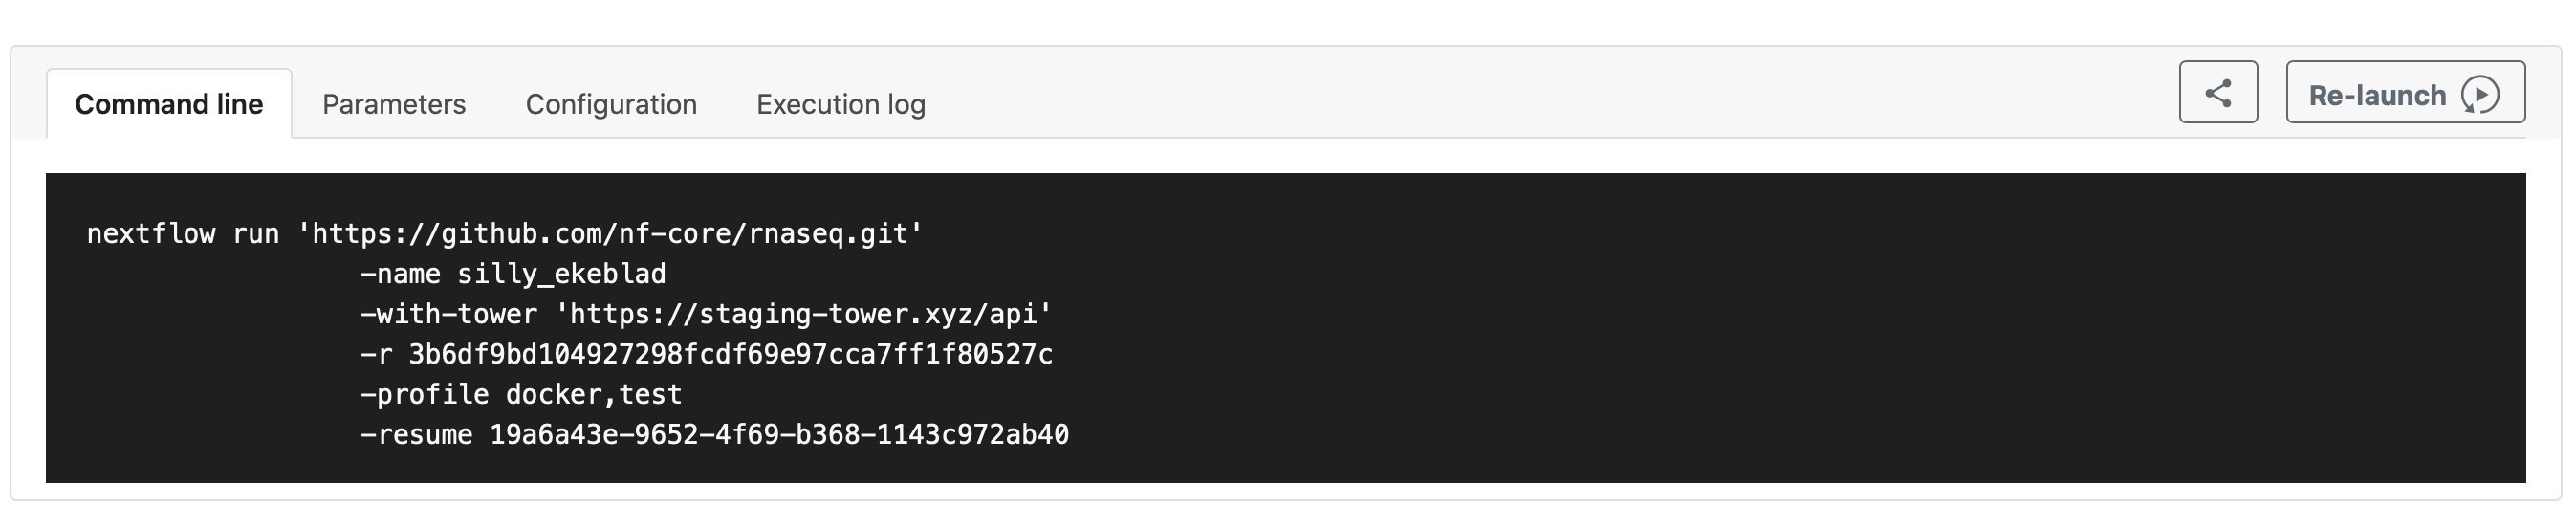 Command line Parameters Configuration Execution log Re-launch
nextflow run 'https://github.com/nf-core/rnaseq.git'
-name silly_ekeblad
-with-tower 'https://staging-tower.xyz/api'
-r 3b6df9bd104927298fcdf69e97cca7ff1f80527c
-profile docker,test
-resume 19a6a43e-9652-4f69-b368-1143c972ab40